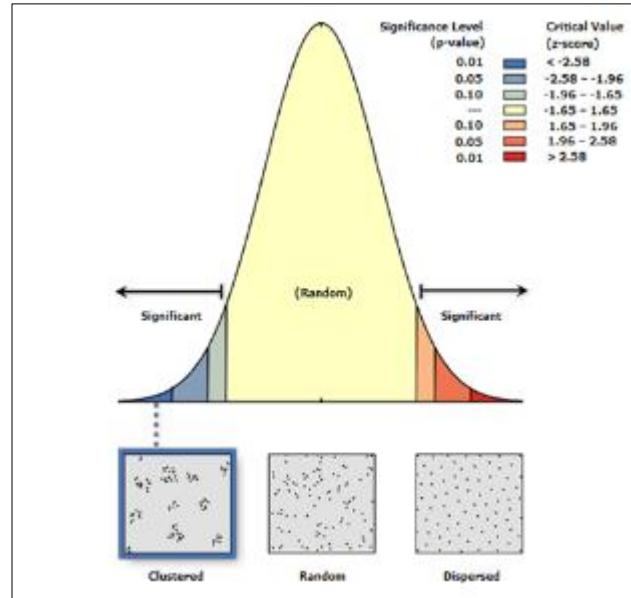 Significance Level Critical Value
(p-value) (z-score)
0.01 < -2.58
0.05 -2.58 – -1.96
0.10 -1.96 – -1.65
--- -1.65 – 1.65
0.10 1.65 – 1.96
0.05 1.96 – 2.58
0.01 > 2.58
(Random)
Significant Significant
Clustered Random Dispersed